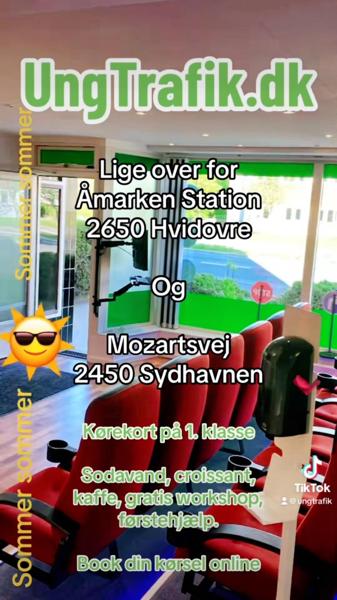 UngTrafik.dk
Lige over for
Åmarken Station
2650 Hvidovre
Og
Mozartsvej
2450 Sydhavnen
Kørekort på 1. klasse
Sodavand, croissant,
kaffe, gratis workshop,
førstehjælp.
Book din kørsel online
Sommer sommer
Sommer sommer
STOP
TikTok
@ungtrafik